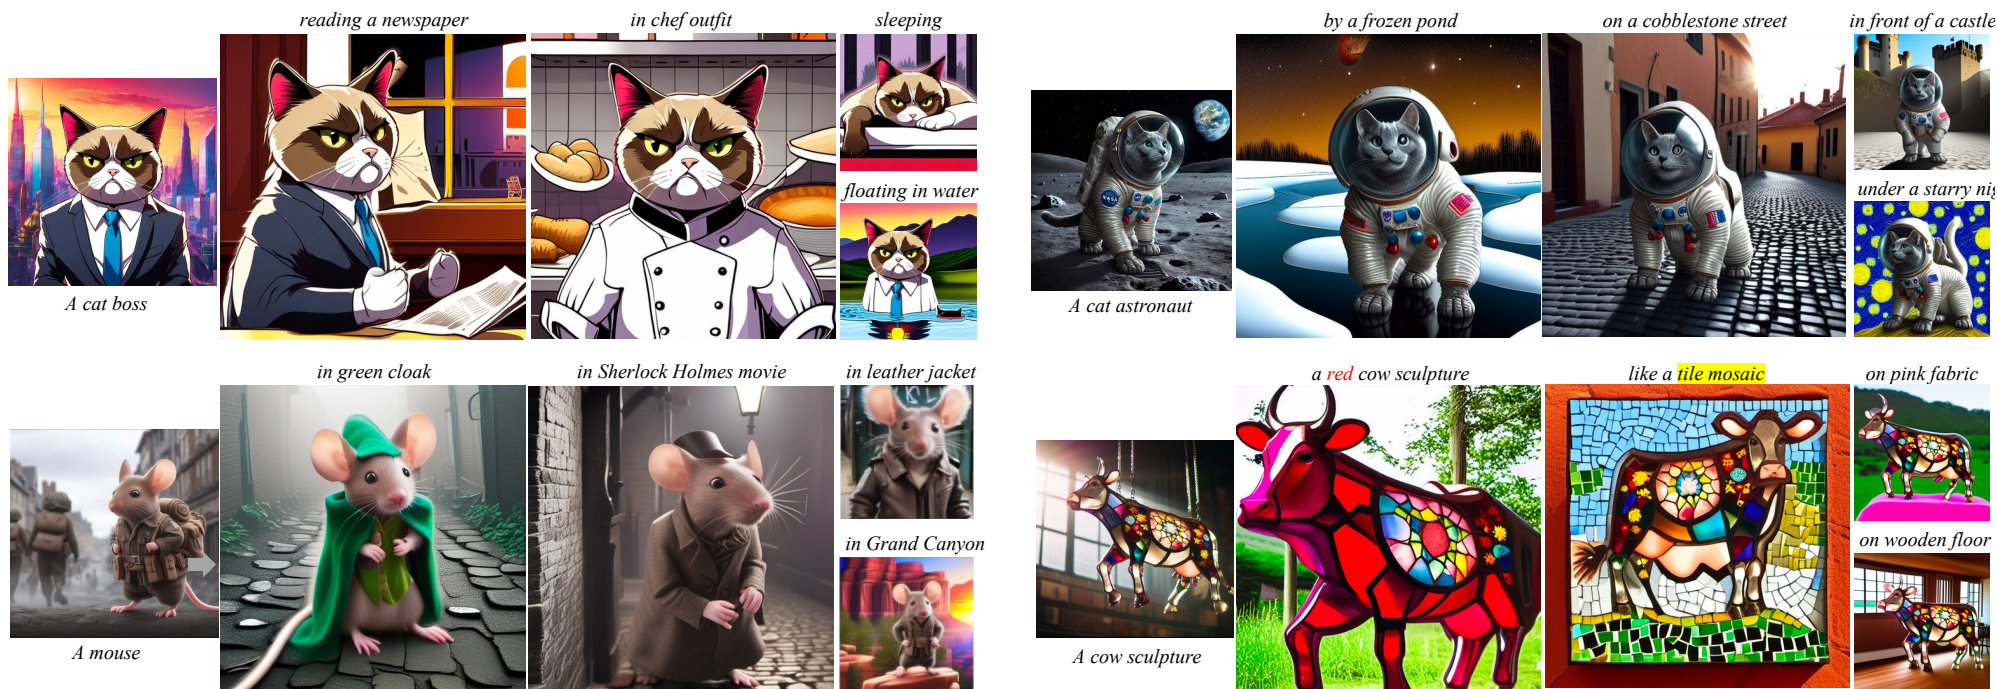 reading a newspaper
in chef outfit
sleeping
floating in water
A cat boss
by a frozen pond
on a cobblestone street
in front of a castle
under a starry nig
NASA
A cat astronaut
in green cloak
in Sherlock Holmes movie
in leather jacket
in Grand Canyon
A mouse
a red cow sculpture
like a tile mosaic
on pink fabric
on wooden floor
A cow sculpture